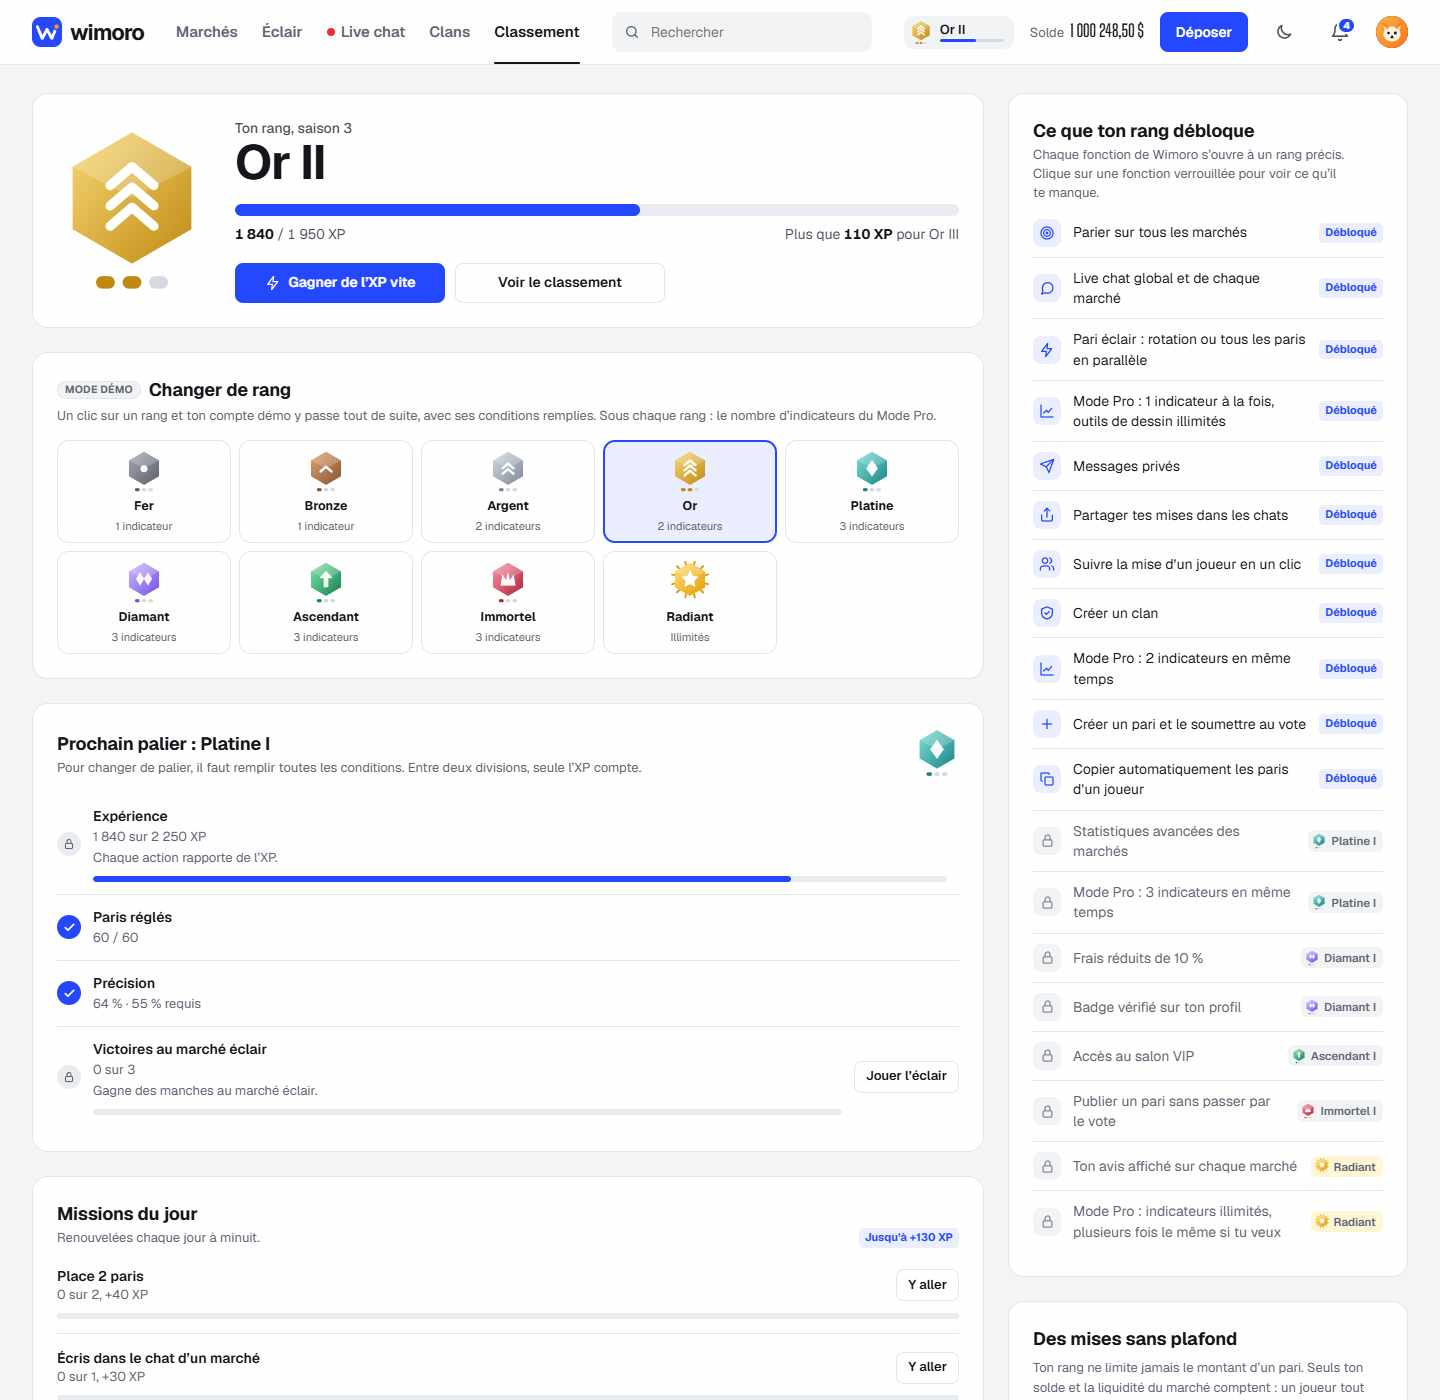 wimoro
Marchés
Éclair
Live chat
Clans
Classement
Rechercher
Or II
Solde 1 000 248,50 $
Déposer
4
Ton rang, saison 3
Or II
1 840 / 1 950 XP
Plus que 110 XP pour Or III
Gagner de l’XP vite
Voir le classement
MODE DÉMO Changer de rang
Un clic sur un rang et ton compte démo y passe tout de suite, avec ses conditions remplies. Sous chaque rang : le nombre d’indicateurs du Mode Pro.
Fer
1 indicateur
Bronze
1 indicateur
Argent
2 indicateurs
Or
2 indicateurs
Platine
3 indicateurs
Diamant
3 indicateurs
Ascendant
3 indicateurs
Immortel
3 indicateurs
Radiant
Illimités
Prochain palier : Platine I
Pour changer de palier, il faut remplir toutes les conditions. Entre deux divisions, seule l’XP compte.
Expérience
1 840 sur 2 250 XP
Chaque action rapporte de l’XP.
Paris réglés
60 / 60
Précision
64 % · 55 % requis
Victoires au marché éclair
0 sur 3
Gagne des manches au marché éclair.
Jouer l’éclair
Missions du jour
Renouvelées chaque jour à minuit.
Jusqu’à +130 XP
Place 2 paris
0 sur 2, +40 XP
Y aller
Écris dans le chat d’un marché
0 sur 1, +30 XP
Y aller
Ce que ton rang débloque
Chaque fonction de Wimoro s’ouvre à un rang précis.
Clique sur une fonction verrouillée pour voir ce qu’il
te manque.
Parier sur tous les marchés
Débloqué
Live chat global et de chaque
marché
Débloqué
Pari éclair : rotation ou tous les paris
en parallèle
Débloqué
Mode Pro : 1 indicateur à la fois,
outils de dessin illimités
Débloqué
Messages privés
Débloqué
Partager tes mises dans les chats
Débloqué
Suivre la mise d’un joueur en un clic
Débloqué
Créer un clan
Débloqué
Mode Pro : 2 indicateurs en même
temps
Débloqué
Créer un pari et le soumettre au vote
Débloqué
Copier automatiquement les paris
d’un joueur
Débloqué
Statistiques avancées des
marchés
Platine I
Mode Pro : 3 indicateurs en même
temps
Platine I
Frais réduits de 10 %
Diamant I
Badge vérifié sur ton profil
Diamant I
Accès au salon VIP
Ascendant I
Publier un pari sans passer par
le vote
Immortel I
Ton avis affiché sur chaque marché
Radiant
Mode Pro : indicateurs illimités,
plusieurs fois le même si tu veux
Radiant
Des mises sans plafond
Ton rang ne limite jamais le montant d’un pari. Seuls ton
solde et la liquidité du marché comptent : un joueur tout